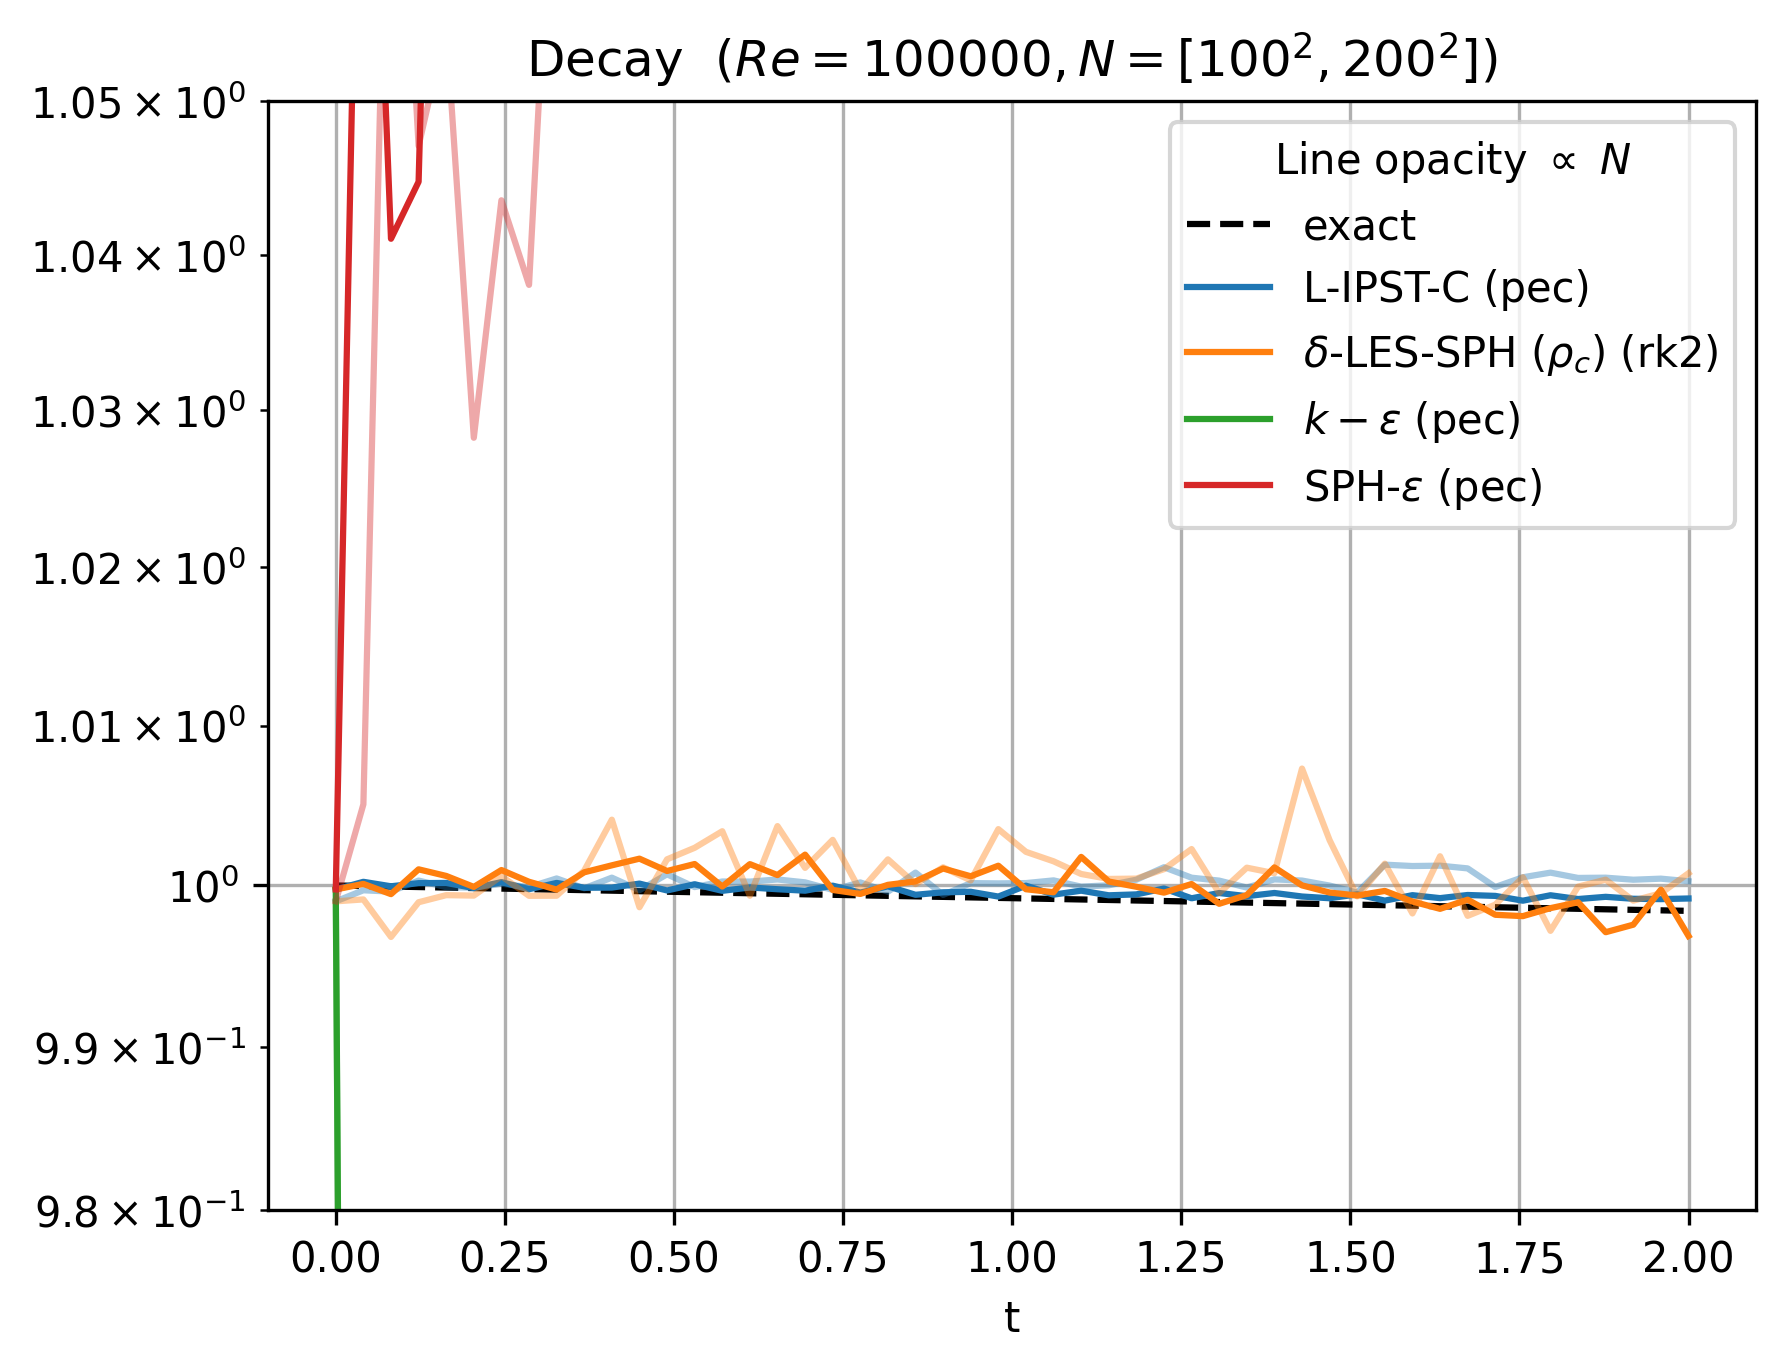 Decay (Re = 100000, N = [100², 200²])
1.05 × 10⁰
1.04 × 10⁰
1.03 × 10⁰
1.02 × 10⁰
1.01 × 10⁰
10⁰
9.9 × 10⁻¹
9.8 × 10⁻¹
Line opacity ∝ N
exact
L-IPST-C (pec)
δ-LES-SPH (ρ_c) (rk2)
k − ε (pec)
SPH-ε (pec)
0.00 0.25 0.50 0.75 1.00 1.25 1.50 1.75 2.00
t